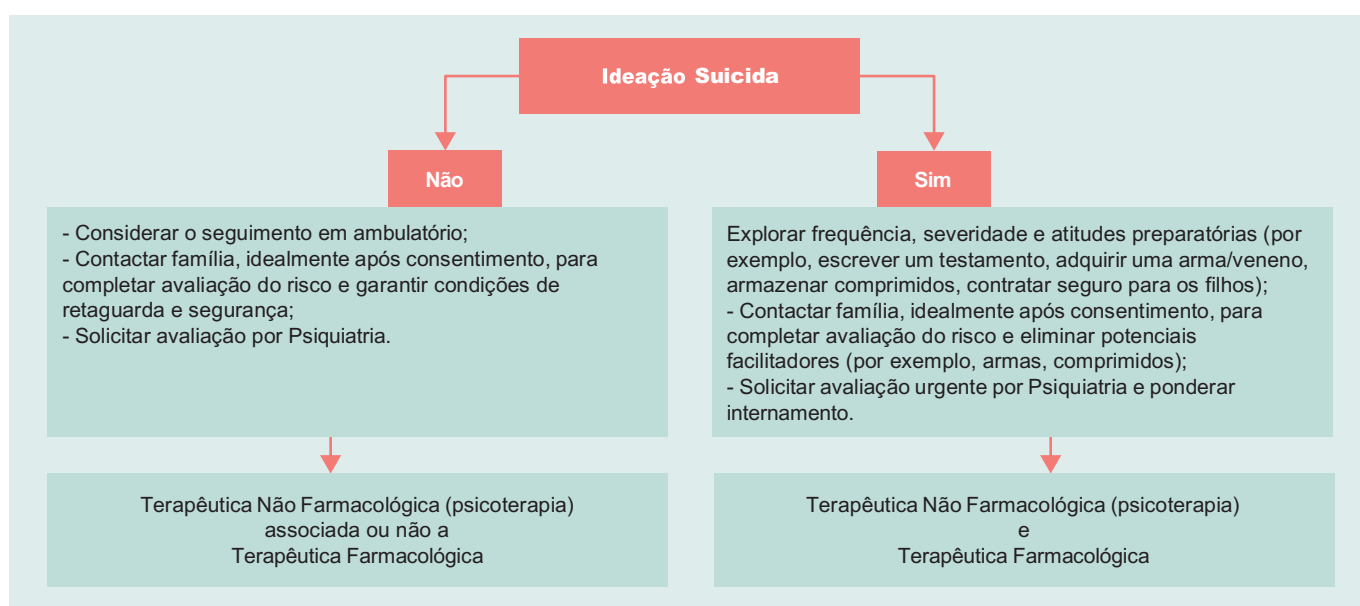 Ideação Suicida
Não
Sim
- Considerar o seguimento em ambulatório;
- Contactar família, idealmente após consentimento, para
completar avaliação do risco e garantir condições de
retaguarda e segurança;
- Solicitar avaliação por Psiquiatria.
Explorar frequência, severidade e atitudes preparatórias (por
exemplo, escrever um testamento, adquirir uma arma/veneno,
armazenar comprimidos, contratar seguro para os filhos);
- Contactar família, idealmente após consentimento, para
completar avaliação do risco e eliminar potenciais
facilitadores (por exemplo, armas, comprimidos);
- Solicitar avaliação urgente por Psiquiatria e ponderar
internamento.
Terapêutica Não Farmacológica (psicoterapia)
associada ou não a
Terapêutica Farmacológica
Terapêutica Não Farmacológica (psicoterapia)
e
Terapêutica Farmacológica